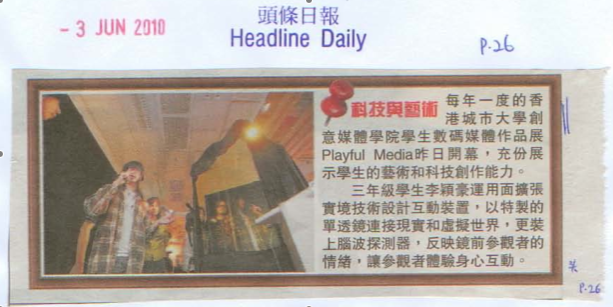 - 3 JUN 2010
頭條日報
Headline Daily
P.26
科技與藝術
每年一度的香
港城市大學創
意媒體學院學生數碼媒體作品展
Playful Media昨日開幕，充份展
示學生的藝術和科技創作能力。
三年級學生李穎豪運用面擴張
實境技術設計互動裝置，以特製的
單透鏡連接現實和虛擬世界，更裝
上腦波探測器，反映鏡前參觀者的
情緒，讓參觀者體驗身心互動。
P.26